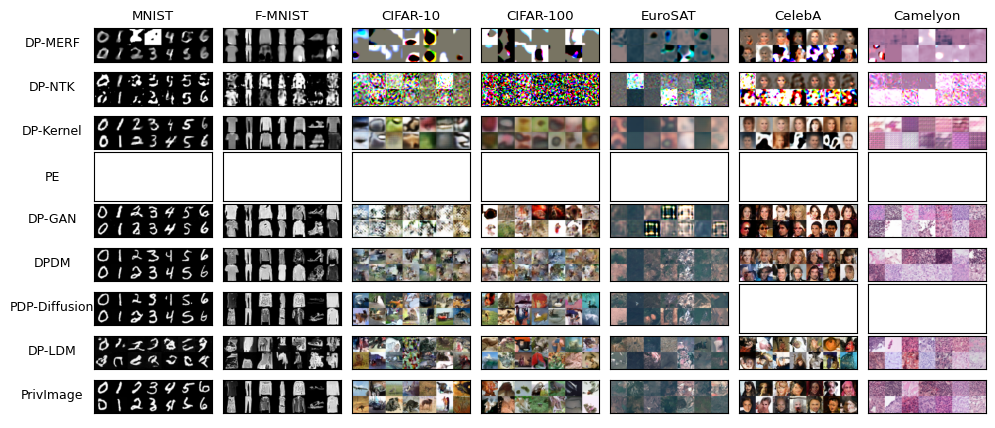 MNIST F-MNIST CIFAR-10 CIFAR-100 EuroSAT CelebA Camelyon
DP-MERF
DP-NTK
DP-Kernel
PE
DP-GAN
DPDM
PDP-Diffusion
DP-LDM
PrivImage